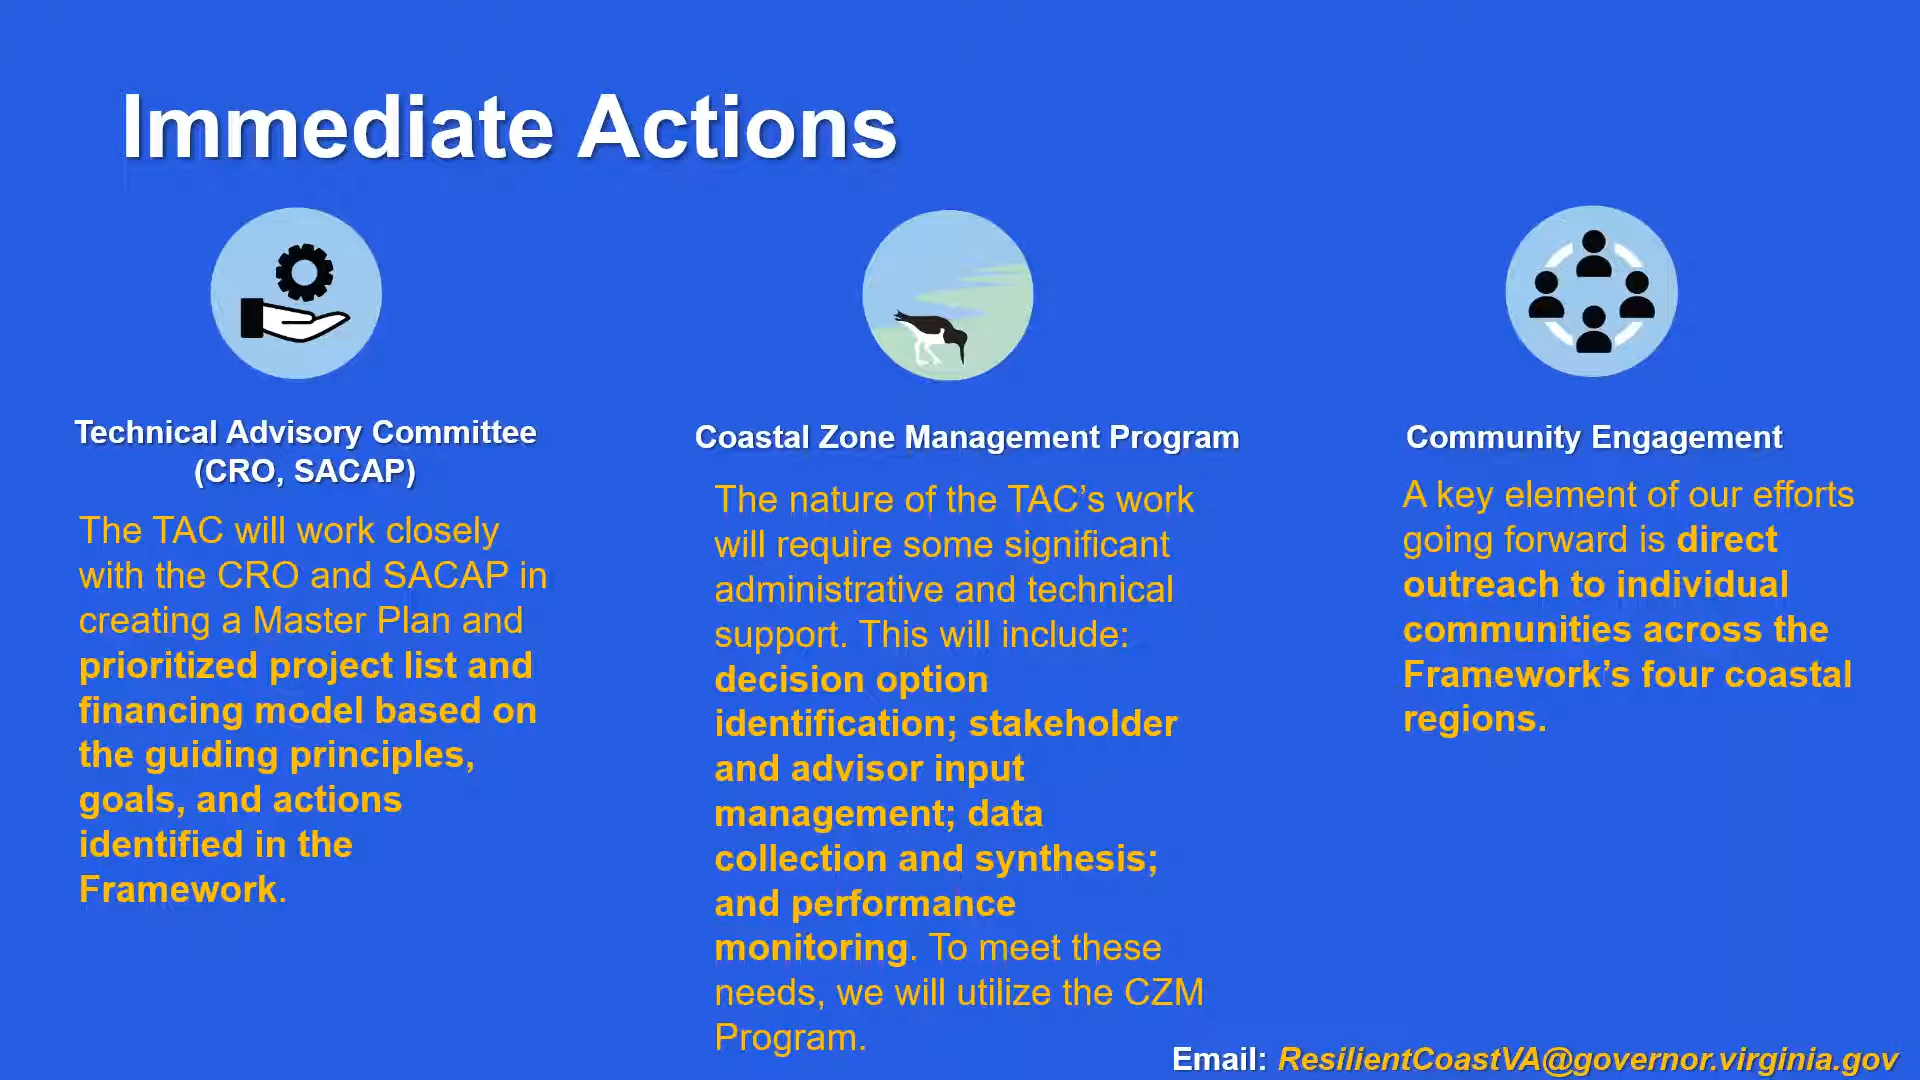 Immediate Actions
Technical Advisory Committee
(CRO, SACAP)
The TAC will work closely
with the CRO and SACAP in
creating a Master Plan and
prioritized project list and
financing model based on
the guiding principles,
goals, and actions
identified in the
Framework.
Coastal Zone Management Program
The nature of the TAC’s work
will require some significant
administrative and technical
support. This will include:
decision option
identification; stakeholder
and advisor input
management; data
collection and synthesis;
and performance
monitoring. To meet these
needs, we will utilize the CZM
Program.
Community Engagement
A key element of our efforts
going forward is direct
outreach to individual
communities across the
Framework’s four coastal
regions.
Email: ResilientCoastVA@governor.virginia.gov